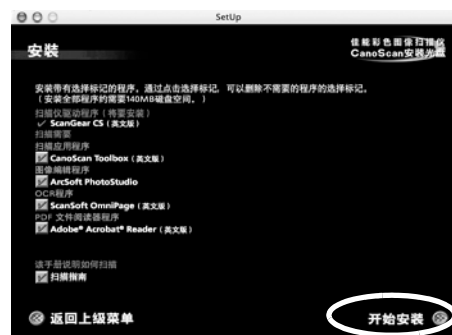 SetUp
安装
佳能彩色图像扫描仪
CanoScan安装光盘
安装带有选择标记的程序，通过点击选择标记，可以删除不需要的程序的选择标记。
（安装全部程序约需要140MB磁盘空间。）
扫描仪驱动程序（将要安装）
ScanGear CS（英文版）
扫描需要
扫描应用程序
CanoScan Toolbox（英文版）
图像编辑程序
ArcSoft PhotoStudio
OCR程序
ScanSoft OmniPage（英文版）
PDF 文件阅读器程序
Adobe® Acrobat® Reader（英文版）
该手册说明如何扫描
扫描指南
返回上级菜单
开始安装